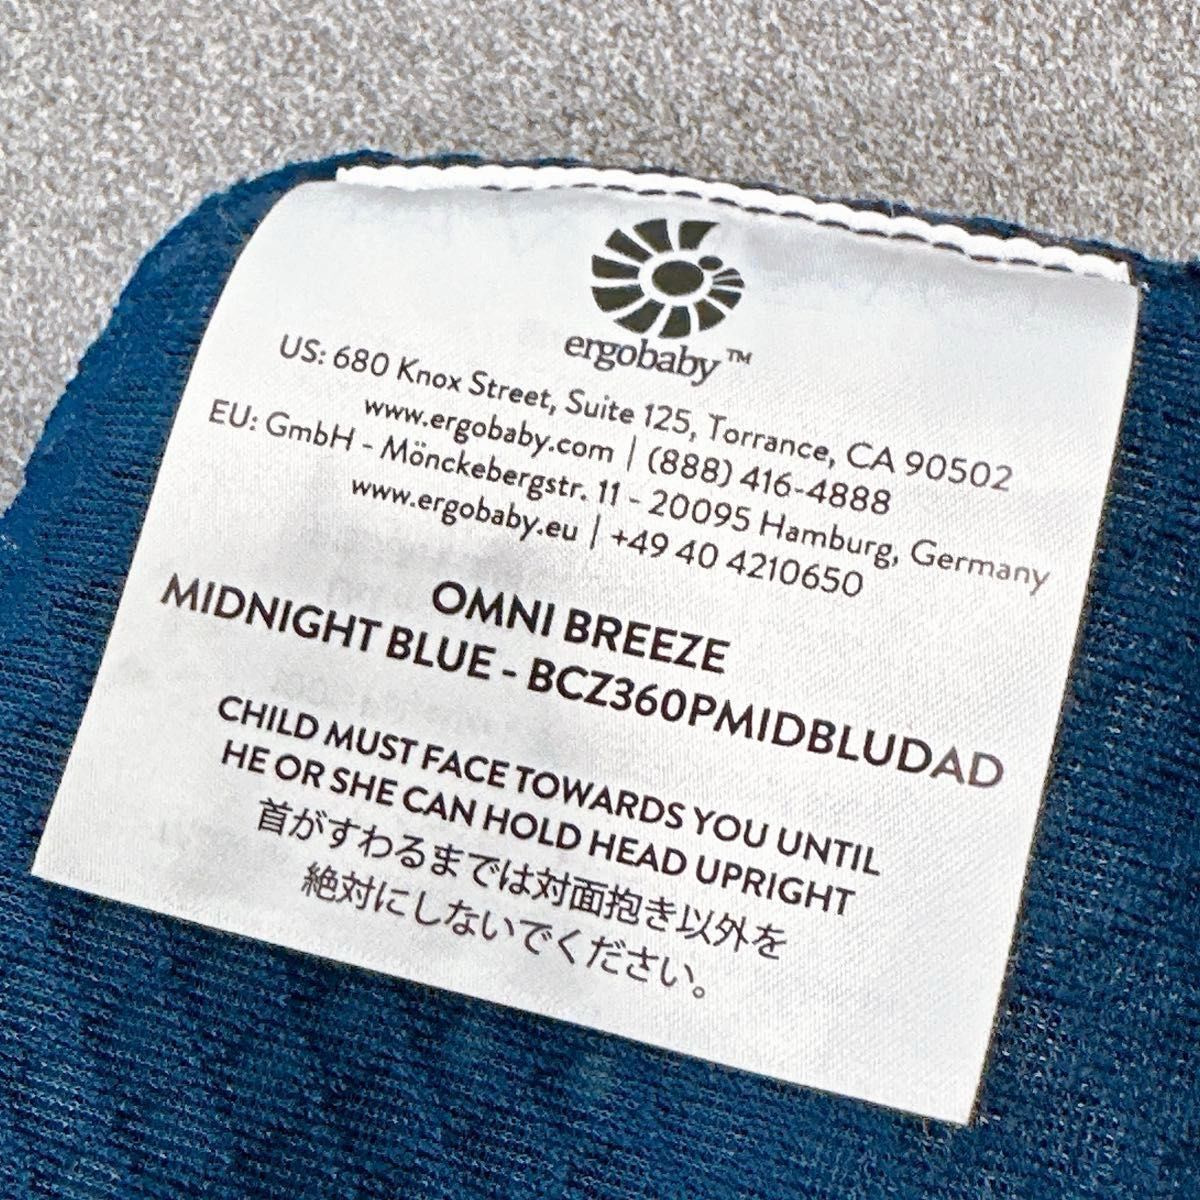 ergobaby™
US: 680 Knox Street, Suite 125, Torrance, CA 90502
www.ergobaby.com | (888) 416-4888
EU: GmbH - Mönckebergstr. 11 - 20095 Hamburg, Germany
www.ergobaby.eu | +49 40 4210650
OMNI BREEZE
MIDNIGHT BLUE - BCZ360PMIDBLUDAD
CHILD MUST FACE TOWARDS YOU UNTIL
HE OR SHE CAN HOLD HEAD UPRIGHT
首がすわるまでは対面抱き以外を
絶対にしないでください。